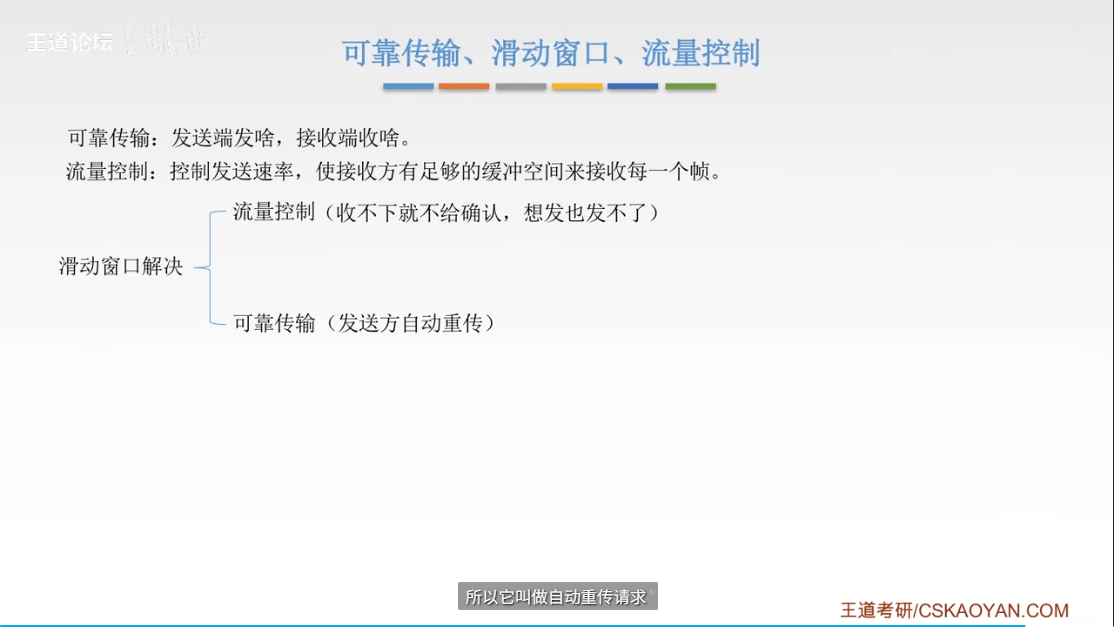 王道论坛
可靠传输、滑动窗口、流量控制
可靠传输：发送端发啥，接收端收啥。
流量控制：控制发送速率，使接收方有足够的缓冲空间来接收每一个帧。
滑动窗口解决
流量控制（收不下就不给确认，想发也发不了）
可靠传输（发送方自动重传）
所以它叫做自动重传请求
王道考研/CSKAOYAN.COM